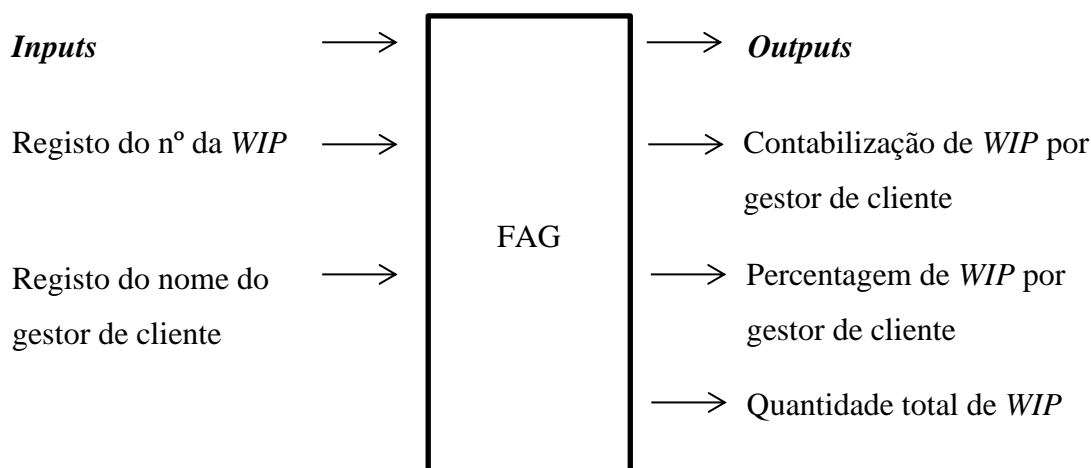 Inputs
Outputs
Registo do nº da WIP
Contabilização de WIP por
gestor de cliente
FAG
Registo do nome do
gestor de cliente
Percentagem de WIP por
gestor de cliente
Quantidade total de WIP